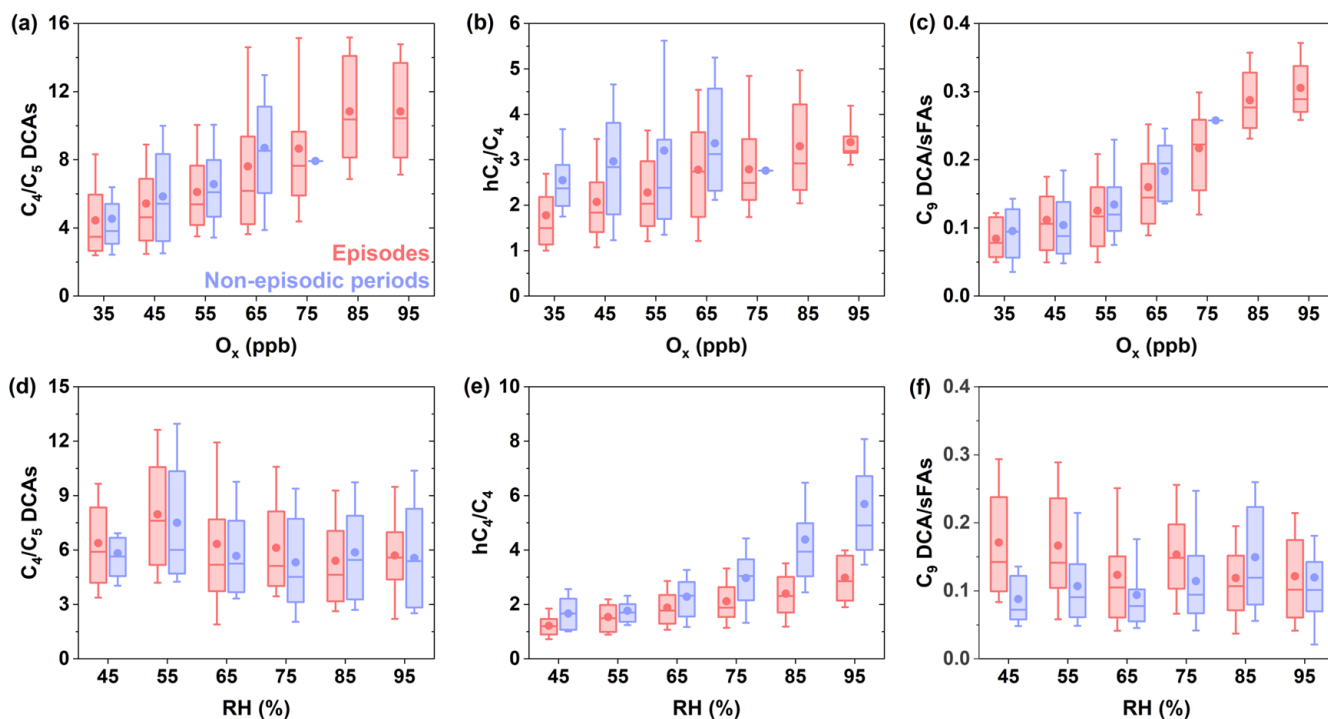 (a)
16
12
8
4
0
C₄/C₅ DCAs
Episodes
Non-episodic periods
35 45 55 65 75 85 95
Oₓ (ppb)
(b)
6
5
4
3
2
1
0
hC₄/C₄
35 45 55 65 75 85 95
Oₓ (ppb)
(c)
0.4
0.3
0.2
0.1
0.0
C₉ DCA/sFAs
35 45 55 65 75 85 95
Oₓ (ppb)
(d)
15
12
9
6
3
0
C₄/C₅ DCAs
45 55 65 75 85 95
RH (%)
(e)
10
8
6
4
2
0
hC₄/C₄
45 55 65 75 85 95
RH (%)
(f)
0.4
0.3
0.2
0.1
0.0
C₉ DCA/sFAs
45 55 65 75 85 95
RH (%)